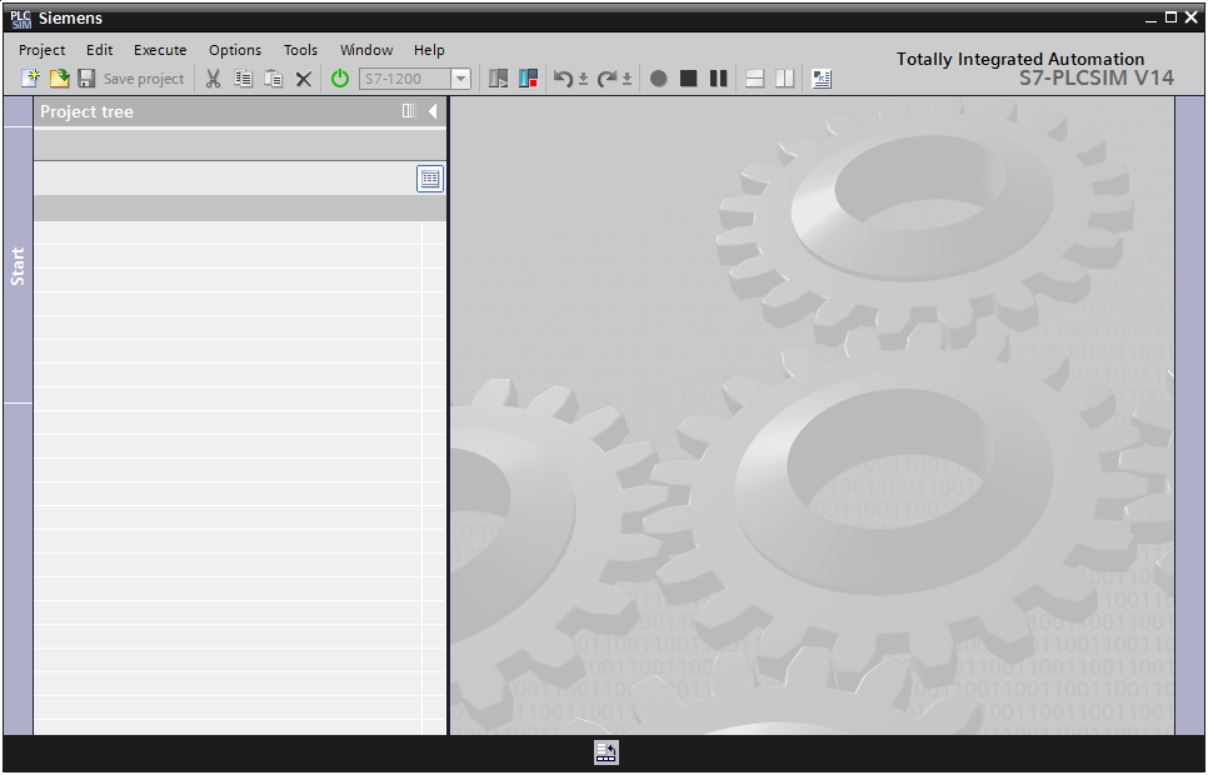 PLC
SIM Siemens
Project Edit Execute Options Tools Window Help
Totally Integrated Automation
Save project S7-1200
S7-PLCSIM V14
Project tree
Start